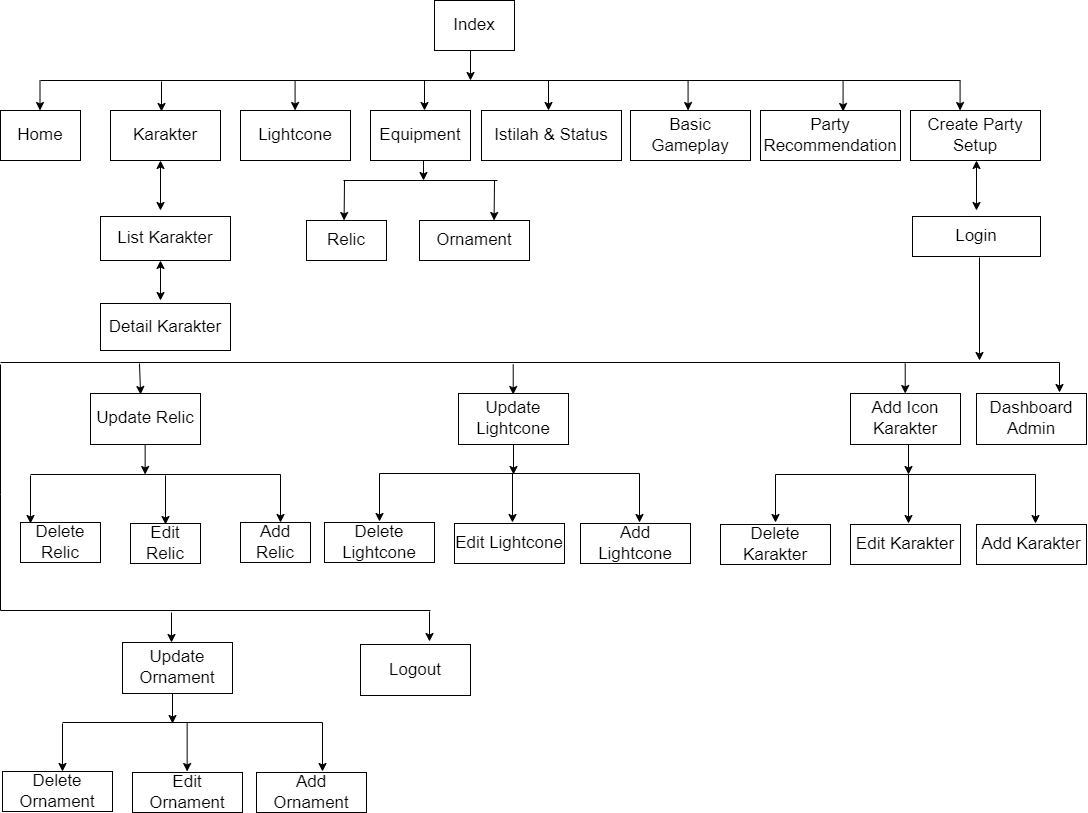 Index
Home
Karakter
Lightcone
Equipment
Istilah & Status
Basic
Gameplay
Party
Recommendation
Create Party
Setup
List Karakter
Relic
Ornament
Login
Detail Karakter
Update Relic
Update
Lightcone
Add Icon
Karakter
Dashboard
Admin
Delete
Relic
Edit
Relic
Add
Relic
Delete
Lightcone
Edit Lightcone
Add
Lightcone
Delete
Karakter
Edit Karakter
Add Karakter
Update
Ornament
Logout
Delete
Ornament
Edit
Ornament
Add
Ornament